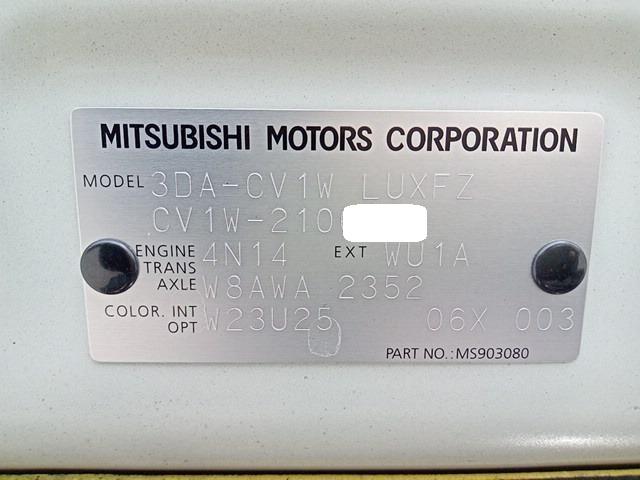 MITSUBISHI MOTORS CORPORATION
MODEL 3DA-CV1W LUXFZ
CV1W-210
ENGINE 4N14 EXT WU1A
TRANS
AXLE W8AWA 2352
COLOR. INT
OPT W23U25 06X 003
PART NO.:MS903080